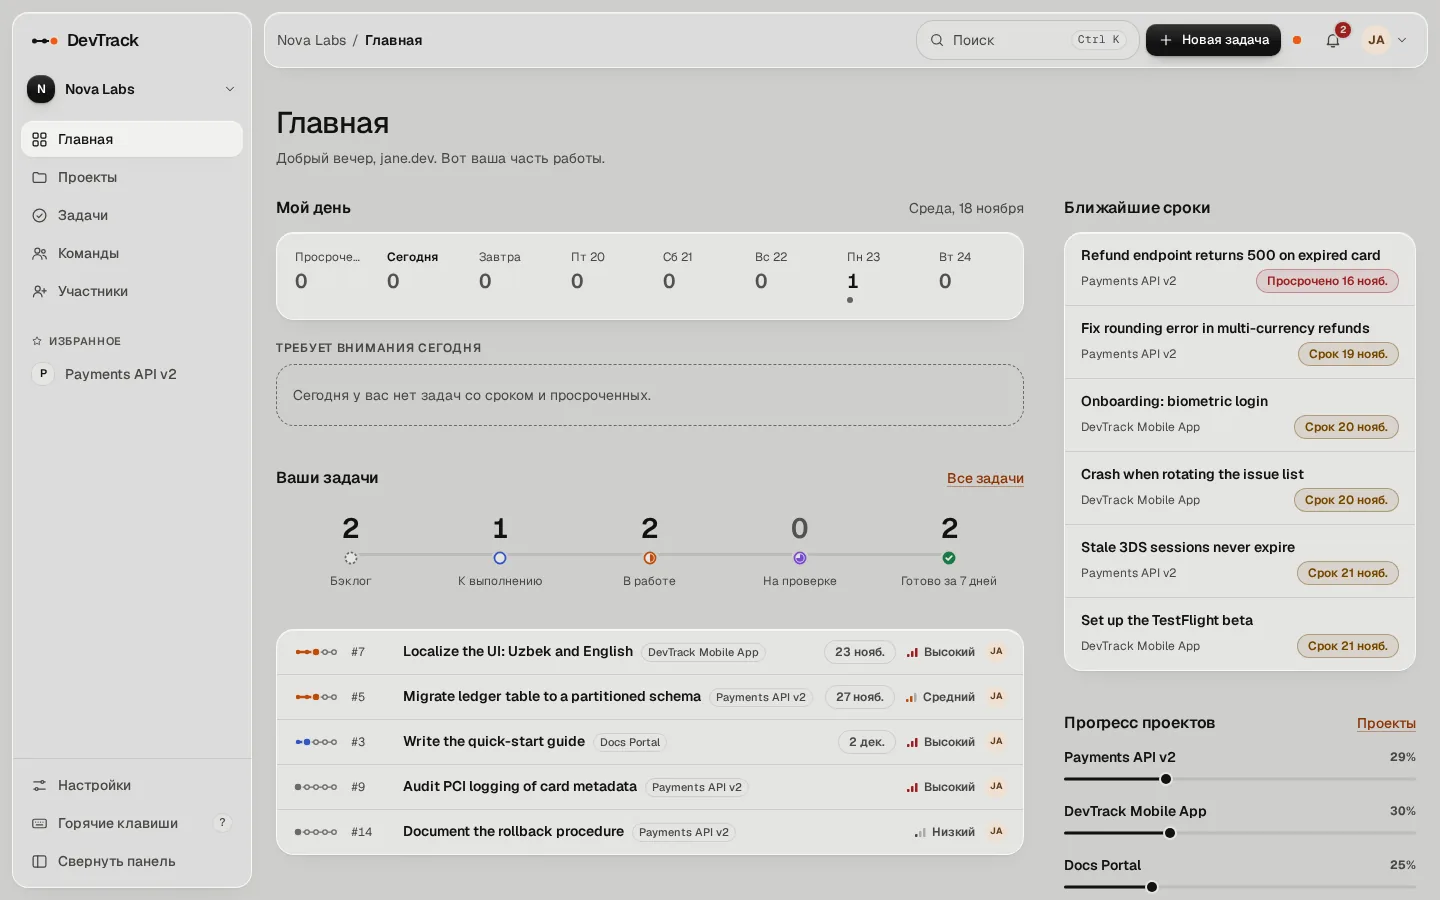 DevTrack
N Nova Labs
Главная
Проекты
Задачи
Команды
Участники
ИЗБРАННОЕ
P Payments API v2
Настройки
Горячие клавиши ?
Свернуть панель
Nova Labs / Главная
Поиск Ctrl K
Новая задача
2
JA
Главная
Добрый вечер, jane.dev. Вот ваша часть работы.
Мой день Среда, 18 ноября
Просроче… Сегодня Завтра Пт 20 Сб 21 Вс 22 Пн 23 Вт 24
0 0 0 0 0 0 1 0
ТРЕБУЕТ ВНИМАНИЯ СЕГОДНЯ
Сегодня у вас нет задач со сроком и просроченных.
Ваши задачи Все задачи
2 1 2 0 2
Бэклог К выполнению В работе На проверке Готово за 7 дней
#7 Localize the UI: Uzbek and English DevTrack Mobile App 23 нояб. Высокий JA
#5 Migrate ledger table to a partitioned schema Payments API v2 27 нояб. Средний JA
#3 Write the quick-start guide Docs Portal 2 дек. Высокий JA
#9 Audit PCI logging of card metadata Payments API v2 Высокий JA
#14 Document the rollback procedure Payments API v2 Низкий JA
Ближайшие сроки
Refund endpoint returns 500 on expired card
Payments API v2 Просрочено 16 нояб.
Fix rounding error in multi-currency refunds
Payments API v2 Срок 19 нояб.
Onboarding: biometric login
DevTrack Mobile App Срок 20 нояб.
Crash when rotating the issue list
DevTrack Mobile App Срок 20 нояб.
Stale 3DS sessions never expire
Payments API v2 Срок 21 нояб.
Set up the TestFlight beta
DevTrack Mobile App Срок 21 нояб.
Прогресс проектов Проекты
Payments API v2 29%
DevTrack Mobile App 30%
Docs Portal 25%